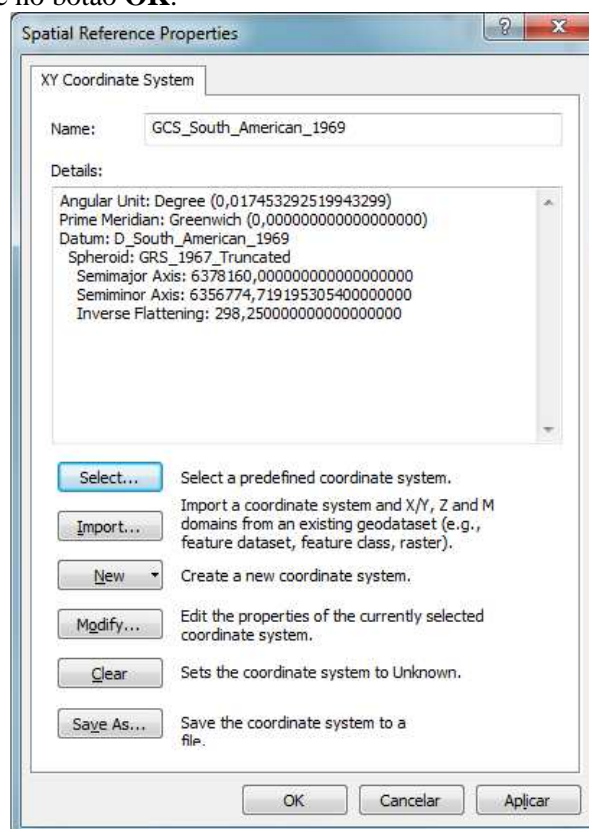 e no botão OK.
Spatial Reference Properties
XY Coordinate System
Name: GCS_South_American_1969
Details:
Angular Unit: Degree (0,017453292519943299)
Prime Meridian: Greenwich (0,000000000000000000)
Datum: D_South_American_1969
Spheroid: GRS_1967_Truncated
Semimajor Axis: 6378160,000000000000000000
Semiminor Axis: 6356774,719195305400000000
Inverse Flattening: 298,250000000000000000
Select... Select a predefined coordinate system.
Import... Import a coordinate system and X/Y, Z and M
domains from an existing geodataset (e.g.,
feature dataset, feature class, raster).
New Create a new coordinate system.
Modify... Edit the properties of the currently selected
coordinate system.
Clear Sets the coordinate system to Unknown.
Save As... Save the coordinate system to a
file.
OK Cancelar Aplicar